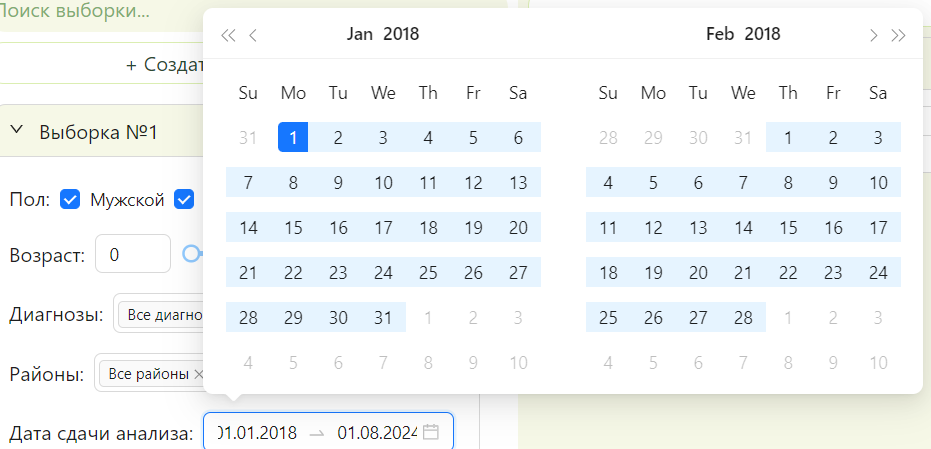 Поиск выборки...
+ Создат
Выборка №1
Пол: Мужской
Возраст: 0
Диагнозы: Все диагно
Районы: Все районы
Дата сдачи анализа: 01.01.2018 → 01.08.2024
Jan 2018
Su Mo Tu We Th Fr Sa
31 1 2 3 4 5 6
7 8 9 10 11 12 13
14 15 16 17 18 19 20
21 22 23 24 25 26 27
28 29 30 31 1 2 3
4 5 6 7 8 9 10
Feb 2018
Su Mo Tu We Th Fr Sa
28 29 30 31 1 2 3
4 5 6 7 8 9 10
11 12 13 14 15 16 17
18 19 20 21 22 23 24
25 26 27 28 1 2 3
4 5 6 7 8 9 10